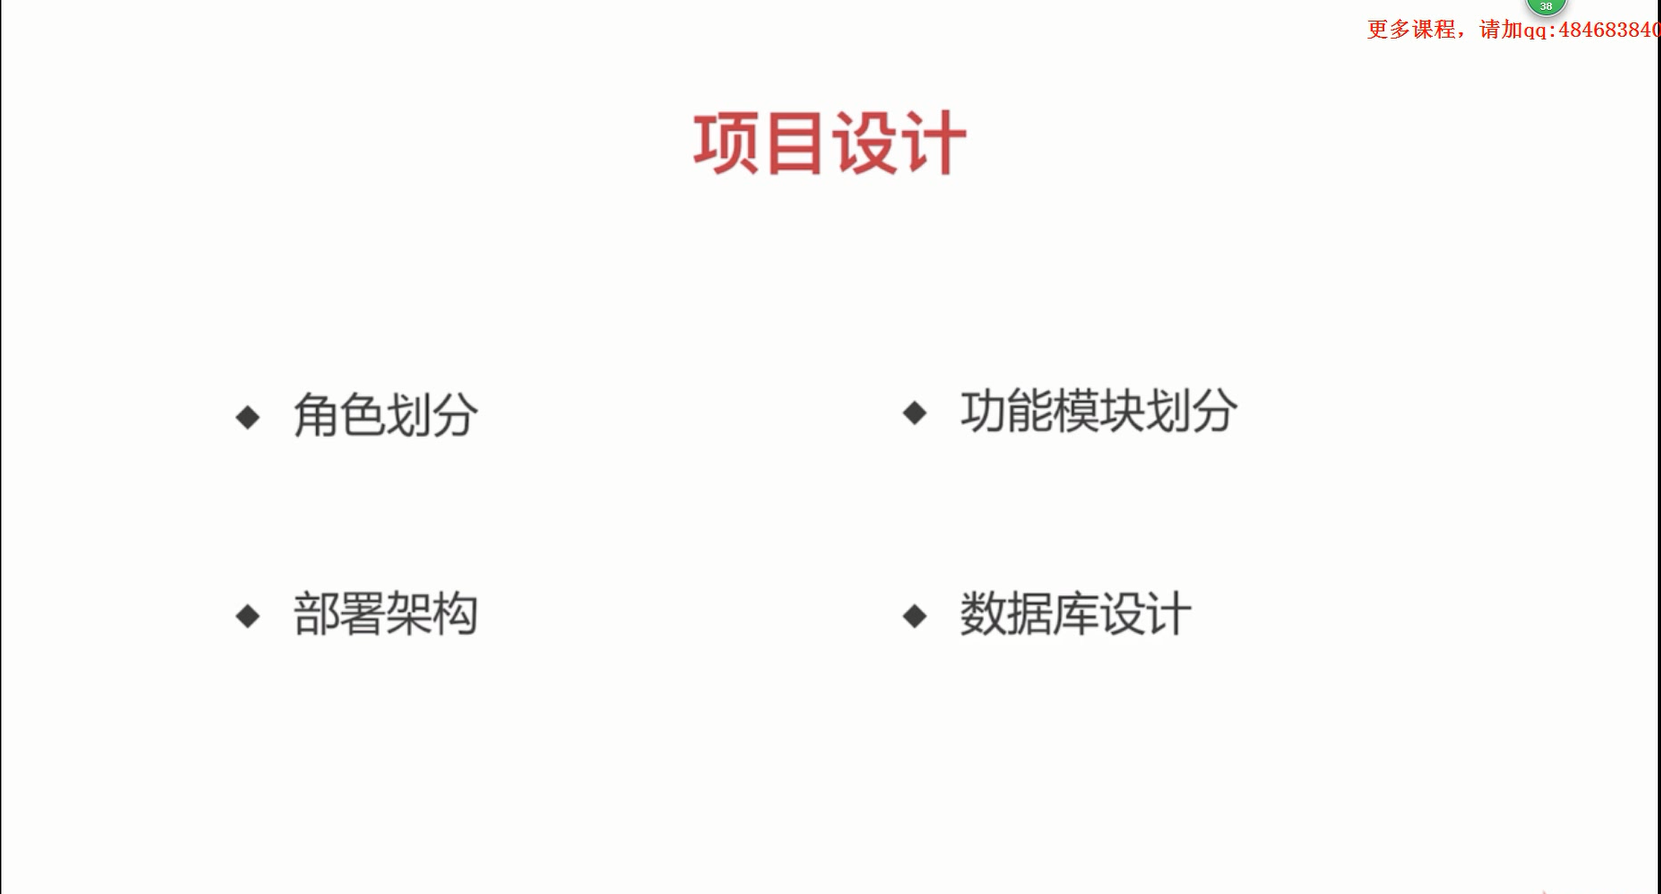 38
更多课程，请加qq:484683840
项目设计
◆ 角色划分
◆ 功能模块划分
◆ 部署架构
◆ 数据库设计